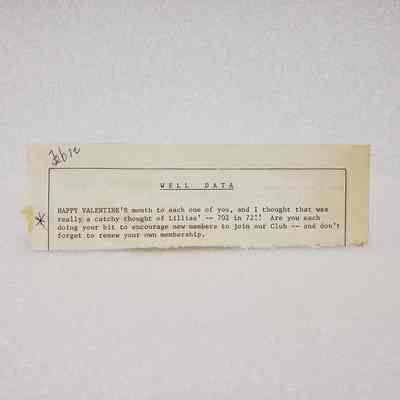 WELL DATA
HAPPY VALENTINE'S month to each one of you, and I thought that was
really a catchy thought of Lillias' -- 702 in 72!! Are you each
doing your bit to encourage new members to join our Club -- and don't
forget to renew your own membership.